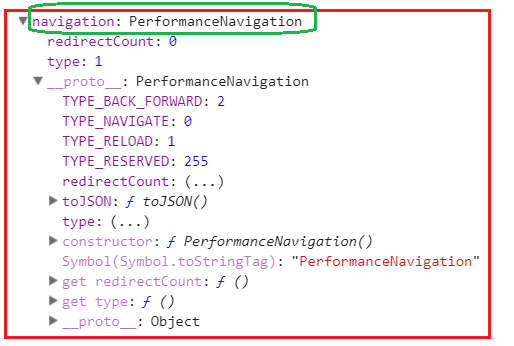 navigation: PerformanceNavigation
redirectCount: 0
type: 1
__proto__: PerformanceNavigation
TYPE_BACK_FORWARD: 2
TYPE_NAVIGATE: 0
TYPE_RELOAD: 1
TYPE_RESERVED: 255
redirectCount: (...)
toJSON: ƒ toJSON()
type: (...)
constructor: ƒ PerformanceNavigation()
Symbol(Symbol.toStringTag): "PerformanceNavigation"
get redirectCount: ƒ ()
get type: ƒ ()
__proto__: Object